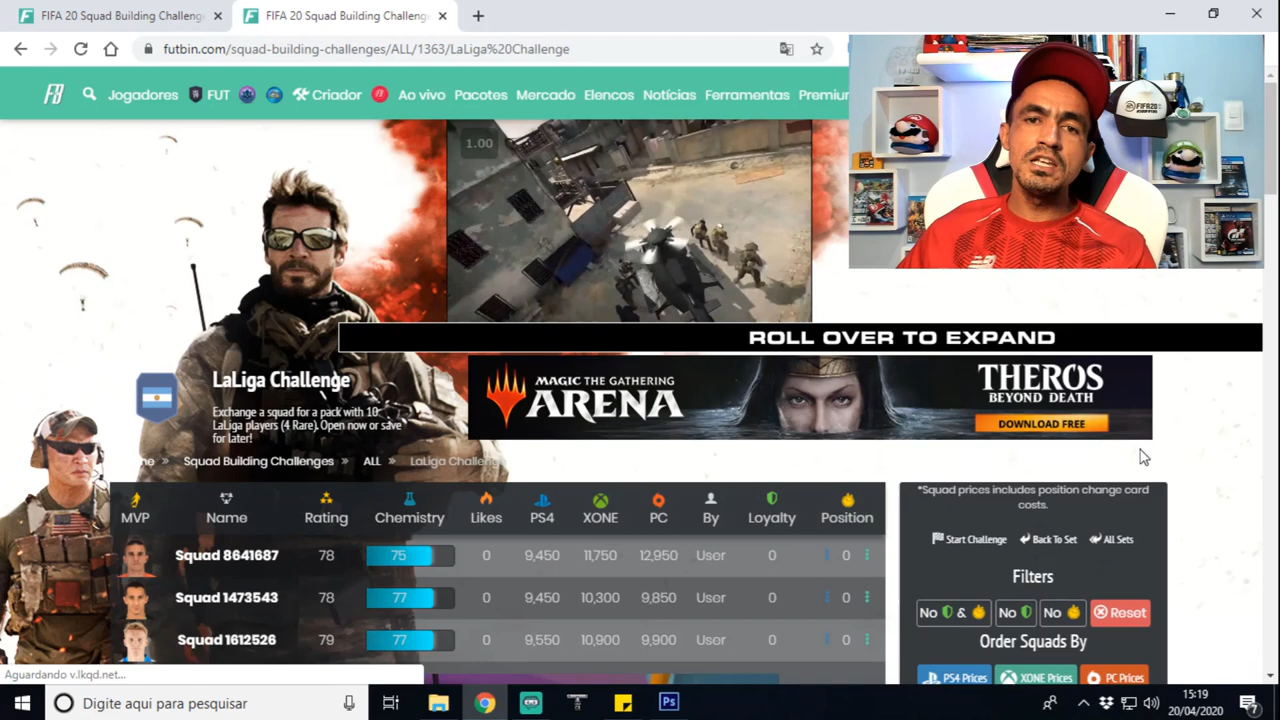 FIFA 20 Squad Building Challenge
FIFA 20 Squad Building Challenge
futbin.com/squad-building-challenges/ALL/1363/LaLiga%20Challenge
FB Jogadores FUT Criador Ao vivo Pacotes Mercado Elencos Notícias Ferramentas Premium
1.00
ROLL OVER TO EXPAND
LaLiga Challenge
Exchange a squad for a pack with 10
LaLiga players (4 Rare). Open now or save
for later!
MAGIC THE GATHERING
ARENA
THEROS
BEYOND DEATH
DOWNLOAD FREE
me » Squad Building Challenges » ALL » LaLiga Challenge
MVP Name Rating Chemistry Likes PS4 XONE PC By Loyalty Position
Squad 8641687 78 75 0 9,450 11,750 12,950 User 0 0
Squad 1473543 78 77 0 9,450 10,300 9,850 User 0 0
Squad 1612526 79 77 0 9,550 10,900 9,900 User 0 0
*Squad prices includes position change card
costs.
Start Challenge Back To Set All Sets
Filters
No & No No Reset
Order Squads By
PS4 Prices XONE Prices PC Prices
Aguardando v.lkqd.net...
Digite aqui para pesquisar
Ps
15:19
20/04/2020
7